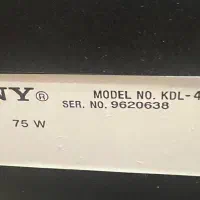 NY® MODEL NO. KDL-4
SER. NO. 9620638
75 W